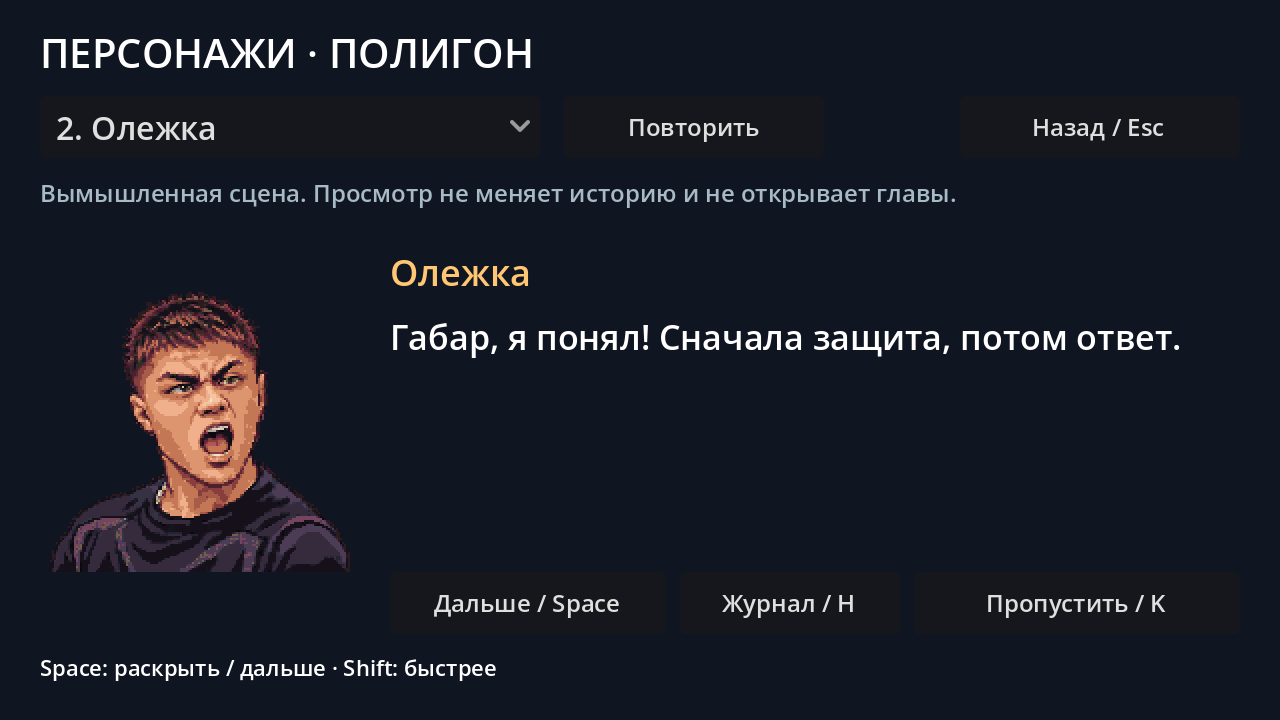 ПЕРСОНАЖИ · ПОЛИГОН
2. Олежка
Повторить
Назад / Esc
Вымышленная сцена. Просмотр не меняет историю и не открывает главы.
Олежка
Габар, я понял! Сначала защита, потом ответ.
Дальше / Space
Журнал / H
Пропустить / K
Space: раскрыть / дальше · Shift: быстрее